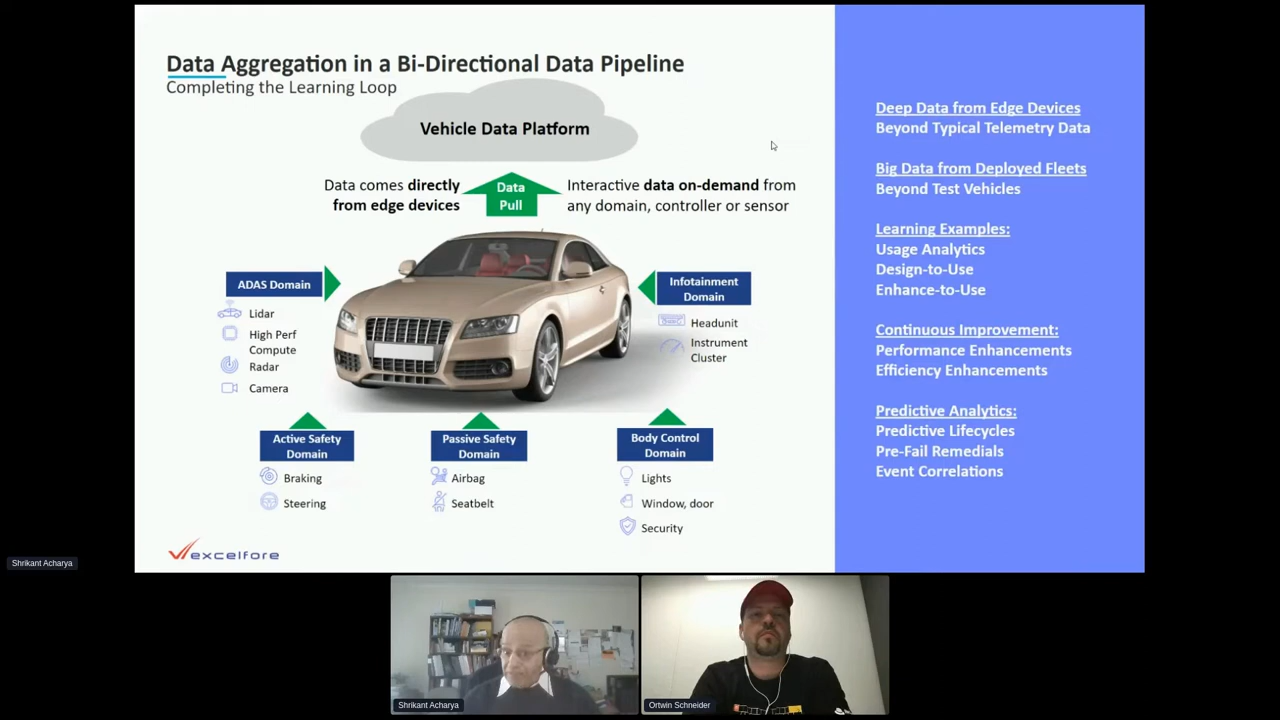 Data Aggregation in a Bi-Directional Data Pipeline
Completing the Learning Loop
Vehicle Data Platform
Data comes directly
from edge devices
Data
Pull
Interactive data on-demand from
any domain, controller or sensor
ADAS Domain
Lidar
High Perf
Compute
Radar
Camera
Infotainment
Domain
Headunit
Instrument
Cluster
Active Safety
Domain
Braking
Steering
Passive Safety
Domain
Airbag
Seatbelt
Body Control
Domain
Lights
Window, door
Security
excelfore
Deep Data from Edge Devices
Beyond Typical Telemetry Data
Big Data from Deployed Fleets
Beyond Test Vehicles
Learning Examples:
Usage Analytics
Design-to-Use
Enhance-to-Use
Continuous Improvement:
Performance Enhancements
Efficiency Enhancements
Predictive Analytics:
Predictive Lifecycles
Pre-Fail Remedials
Event Correlations
Shrikant Acharya
Shrikant Acharya
Ortwin Schneider